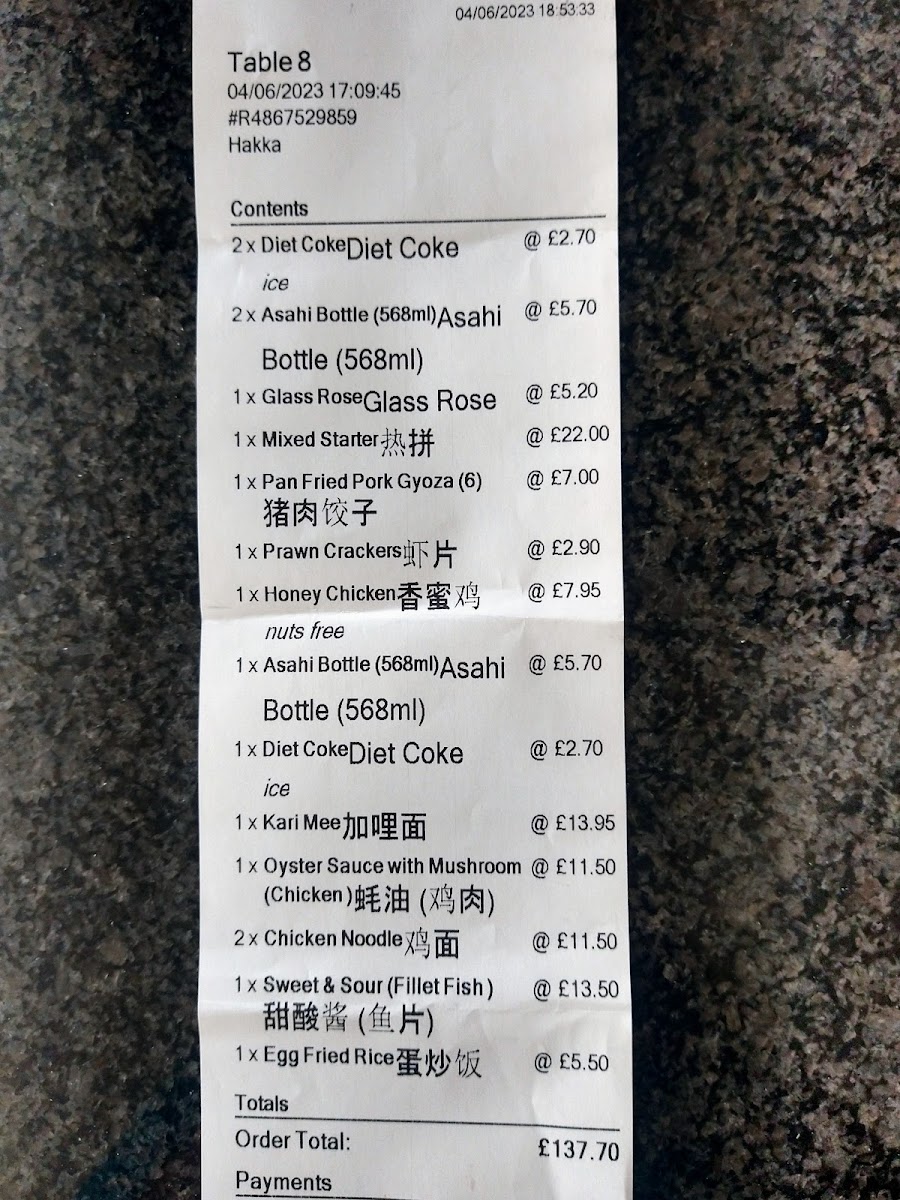 04/06/2023 18:53:33
Table 8
04/06/2023 17:09:45
#R4867529859
Hakka
Contents
2 x Diet CokeDiet Coke @ £2.70
ice
2 x Asahi Bottle (568ml)Asahi @ £5.70
Bottle (568ml)
1 x Glass RoseGlass Rose @ £5.20
1 x Mixed Starter热拼 @ £22.00
1 x Pan Fried Pork Gyoza (6) @ £7.00
猪肉饺子
1 x Prawn Crackers虾片 @ £2.90
1 x Honey Chicken香蜜鸡 @ £7.95
nuts free
1 x Asahi Bottle (568ml)Asahi @ £5.70
Bottle (568ml)
1 x Diet CokeDiet Coke @ £2.70
ice
1 x Kari Mee加哩面 @ £13.95
1 x Oyster Sauce with Mushroom @ £11.50
(Chicken)蚝油 (鸡肉)
2 x Chicken Noodle鸡面 @ £11.50
1 x Sweet & Sour (Fillet Fish) @ £13.50
甜酸酱 (鱼片)
1 x Egg Fried Rice蛋炒饭 @ £5.50
Totals
Order Total: £137.70
Payments